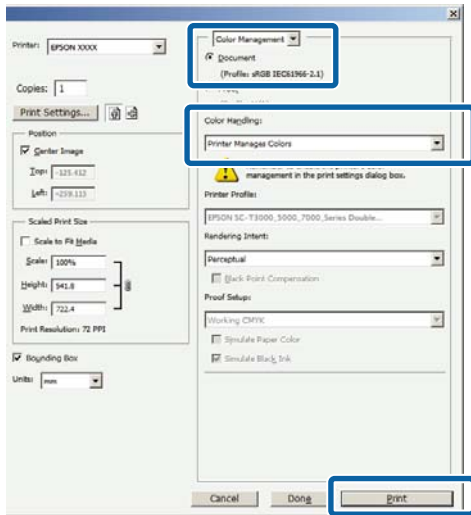 Printer: EPSON XXXX
Copies: 1
Print Settings...
Position
Center Image
Top: -125.412
Left: -259.115
Scaled Print Size
Scale to Fit Media
Scale: 100%
Height: 541.8
Width: 722.4
Print Resolution: 72 PPI
Bounding Box
Units: mm
Color Management
Document
(Profile: sRGB IEC61966-2.1)
Color Handling:
Printer Manages Colors
management in the print settings dialog box.
Printer Profile:
EPSON SC-T3000_5000_7000_Series Double...
Rendering Intent:
Perceptual
Black Point Compensation
Proof Setup:
Working CMYK
Simulate Paper Color
Simulate Black Ink
Cancel
Done
Print